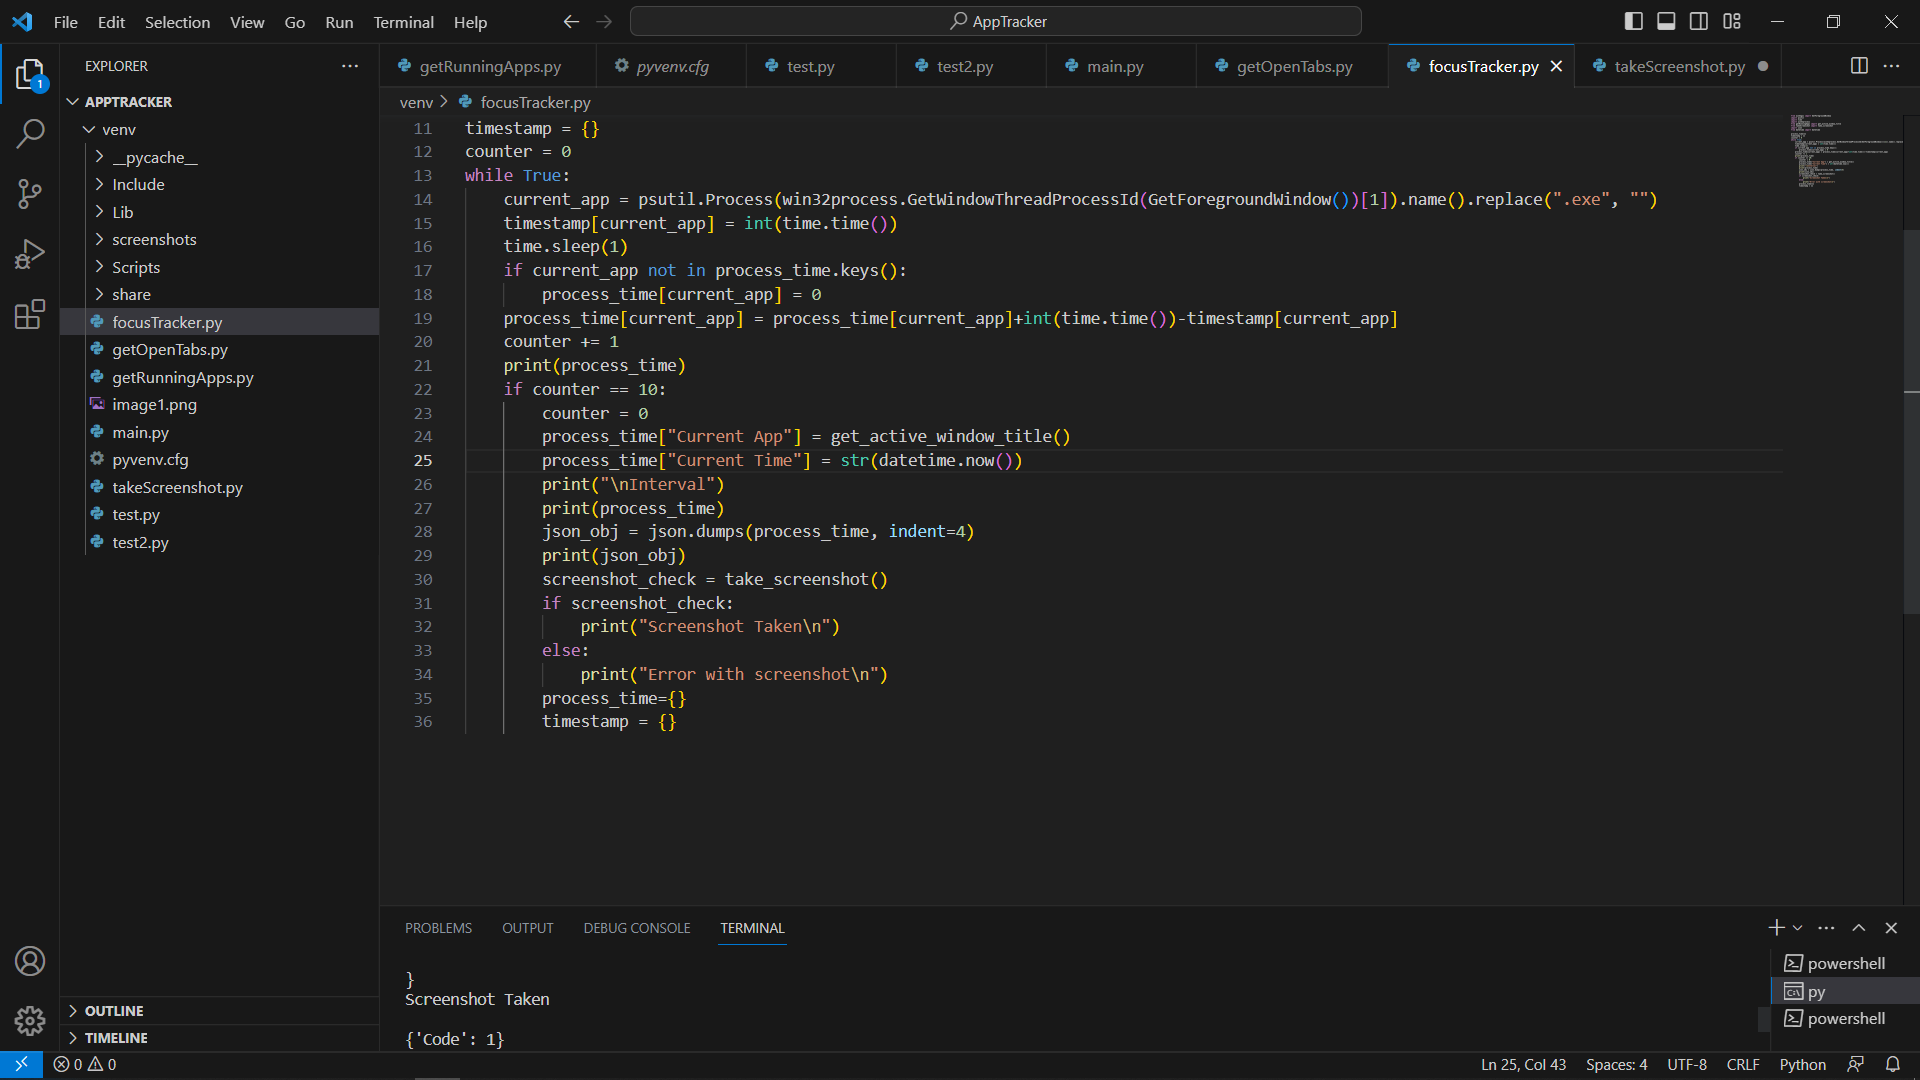 File Edit Selection View Go Run Terminal Help
AppTracker
EXPLORER
1
APPTRACKER
venv
__pycache__
Include
Lib
screenshots
Scripts
share
focusTracker.py
getOpenTabs.py
getRunningApps.py
image1.png
main.py
pyvenv.cfg
takeScreenshot.py
test.py
test2.py
OUTLINE
TIMELINE
getRunningApps.py pyvenv.cfg test.py test2.py main.py getOpenTabs.py focusTracker.py takeScreenshot.py
venv > focusTracker.py
11 timestamp = {}
12 counter = 0
13 while True:
14 current_app = psutil.Process(win32process.GetWindowThreadProcessId(GetForegroundWindow())[1]).name().replace(".exe", "")
15 timestamp[current_app] = int(time.time())
16 time.sleep(1)
17 if current_app not in process_time.keys():
18 process_time[current_app] = 0
19 process_time[current_app] = process_time[current_app]+int(time.time())-timestamp[current_app]
20 counter += 1
21 print(process_time)
22 if counter == 10:
23 counter = 0
24 process_time["Current App"] = get_active_window_title()
25 process_time["Current Time"] = str(datetime.now())
26 print("\nInterval")
27 print(process_time)
28 json_obj = json.dumps(process_time, indent=4)
29 print(json_obj)
30 screenshot_check = take_screenshot()
31 if screenshot_check:
32 print("Screenshot Taken\n")
33 else:
34 print("Error with screenshot\n")
35 process_time={}
36 timestamp = {}
PROBLEMS OUTPUT DEBUG CONSOLE TERMINAL
}
Screenshot Taken
{'Code': 1}
powershell
py
powershell
0 0
Ln 25, Col 43 Spaces: 4 UTF-8 CRLF Python